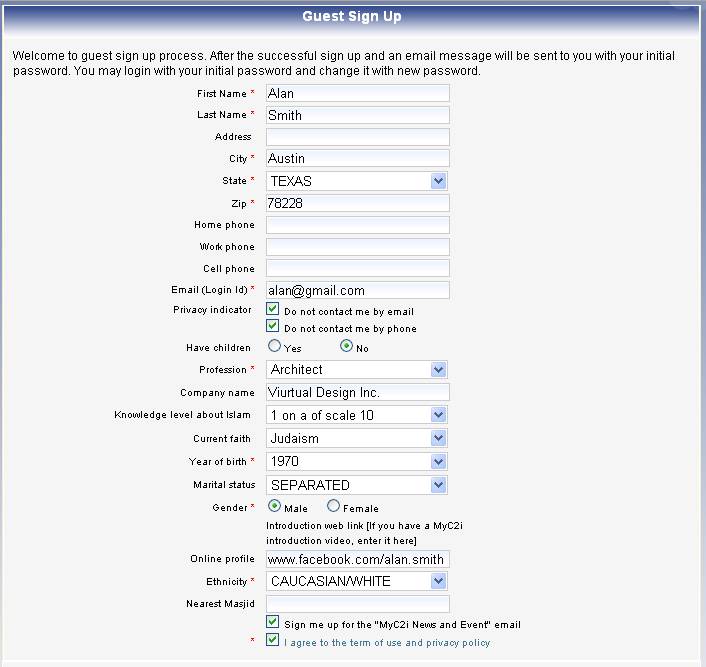 Guest Sign Up
Welcome to guest sign up process. After the successful sign up and an email message will be sent to you with your initial
password. You may login with your initial password and change it with new password.
First Name * Alan
Last Name * Smith
Address
City * Austin
State * TEXAS
Zip * 78228
Home phone
Work phone
Cell phone
Email (Login Id) * alan@gmail.com
Privacy indicator Do not contact me by email
Do not contact me by phone
Have children Yes No
Profession * Architect
Company name Viurtual Design Inc.
Knowledge level about Islam 1 on a of scale 10
Current faith Judaism
Year of birth * 1970
Marital status SEPARATED
Gender * Male Female
Introduction web link [If you have a MyC2i
introduction video, enter it here]
Online profile www.facebook.com/alan.smith
Ethnicity * CAUCASIAN/WHITE
Nearest Masjid
Sign me up for the "MyC2i News and Event" email
* I agree to the term of use and privacy policy